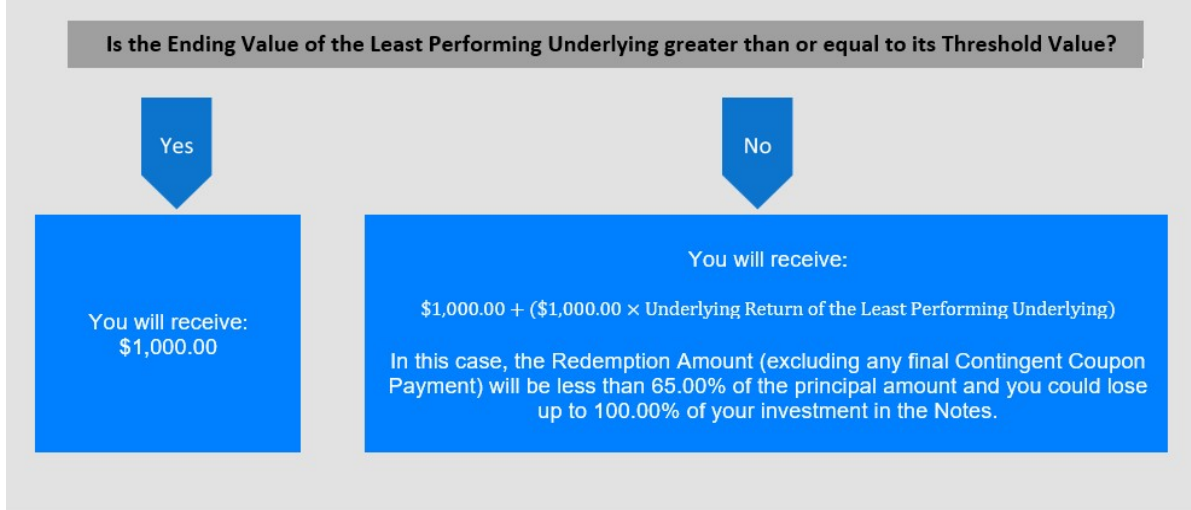 Is the Ending Value of the Least Performing Underlying greater than or equal to its Threshold Value?
Yes
No
You will receive:
$1,000.00
You will receive:
$1,000.00 + ($1,000.00 × Underlying Return of the Least Performing Underlying)
In this case, the Redemption Amount (excluding any final Contingent Coupon
Payment) will be less than 65.00% of the principal amount and you could lose
up to 100.00% of your investment in the Notes.